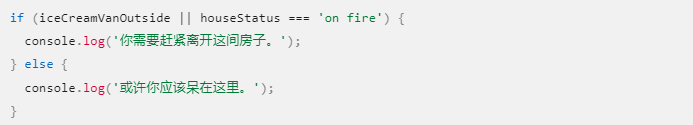 if (iceCreamVanOutside || houseStatus === 'on fire') {
  console.log('你需要赶紧离开这间房子。');
} else {
  console.log('或许你应该呆在这里。');
}